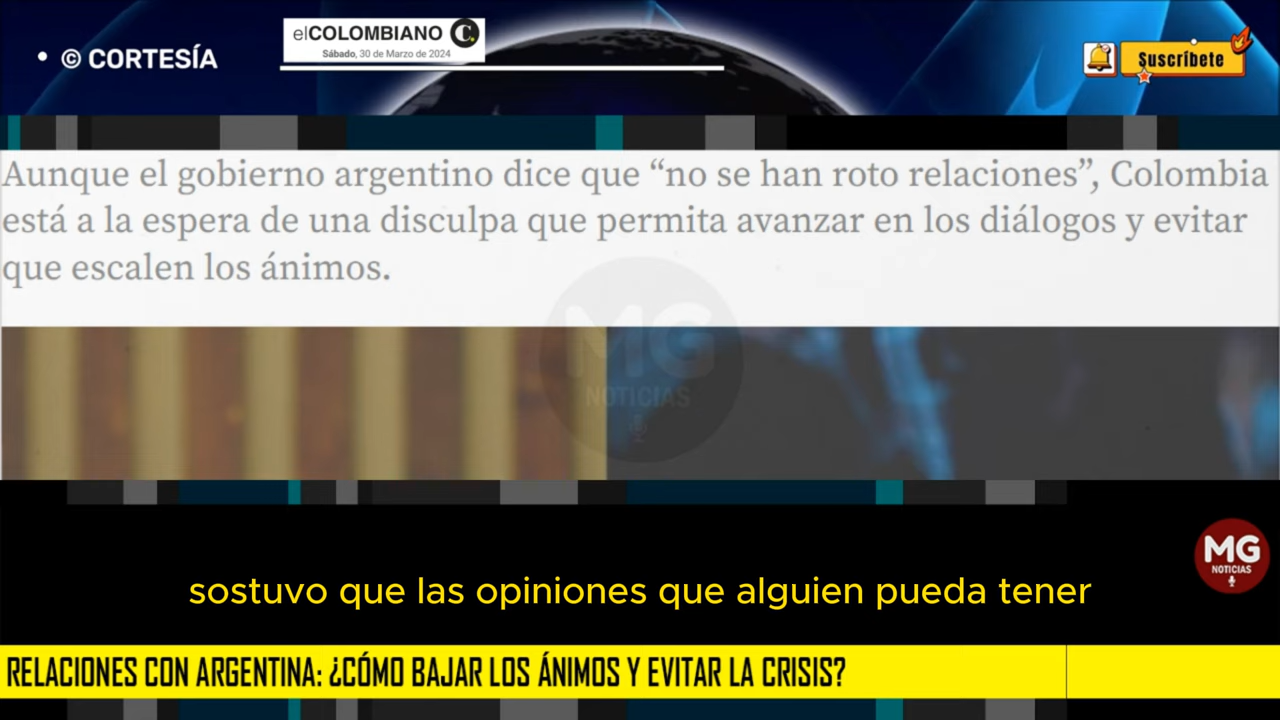 © CORTESÍA
elCOLOMBIANO C
Sábado, 30 de Marzo de 2024
Suscríbete
Aunque el gobierno argentino dice que “no se han roto relaciones”, Colombia
está a la espera de una disculpa que permita avanzar en los diálogos y evitar
que escalen los ánimos.
MG
NOTICIAS
MG
NOTICIAS
sostuvo que las opiniones que alguien pueda tener
RELACIONES CON ARGENTINA: ¿CÓMO BAJAR LOS ÁNIMOS Y EVITAR LA CRISIS?